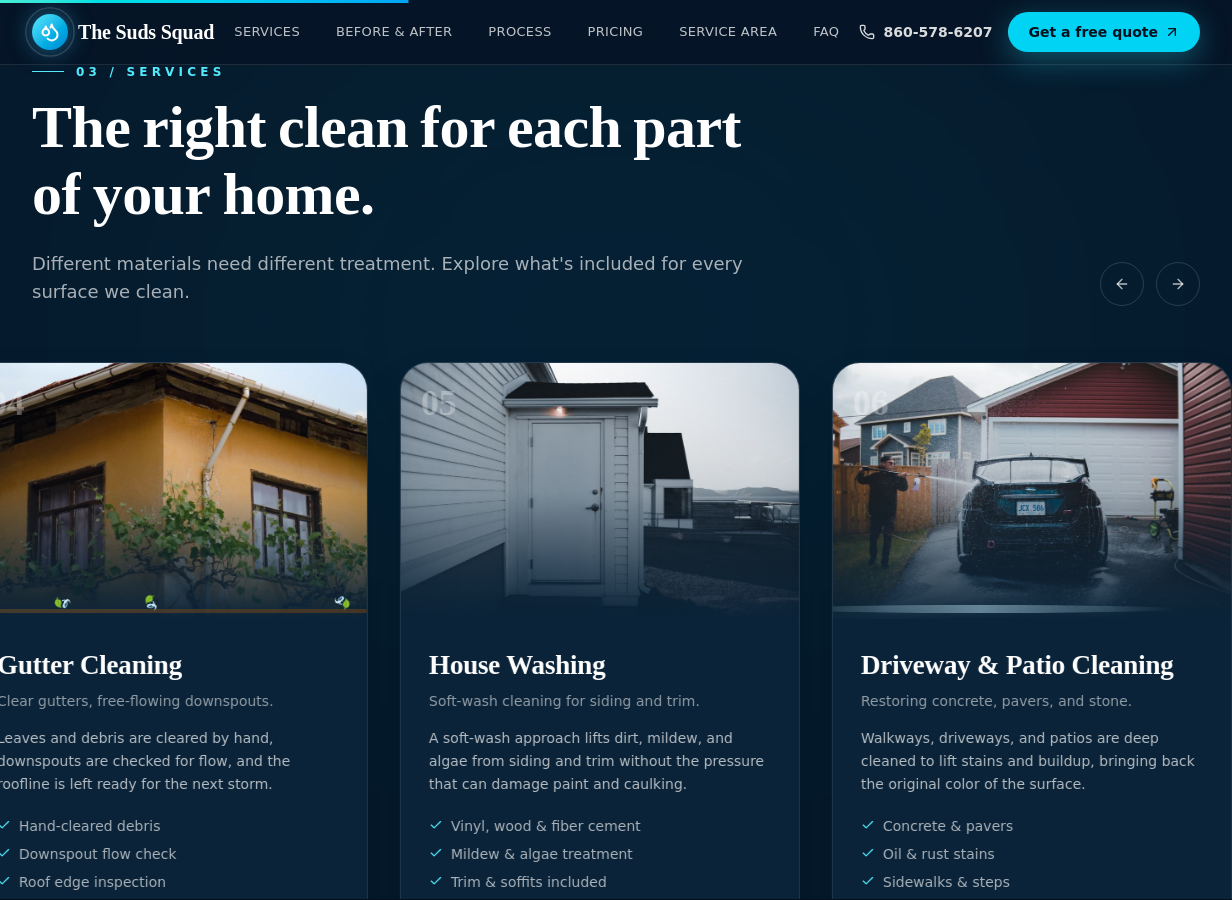 The Suds Squad
SERVICES
BEFORE & AFTER
PROCESS
PRICING
SERVICE AREA
FAQ
860-578-6207
Get a free quote
03 / SERVICES
The right clean for each part
of your home.
Different materials need different treatment. Explore what's included for every
surface we clean.
05
06
Gutter Cleaning
Clear gutters, free-flowing downspouts.
Leaves and debris are cleared by hand,
downspouts are checked for flow, and the
roofline is left ready for the next storm.
Hand-cleared debris
Downspout flow check
Roof edge inspection
House Washing
Soft-wash cleaning for siding and trim.
A soft-wash approach lifts dirt, mildew, and
algae from siding and trim without the pressure
that can damage paint and caulking.
Vinyl, wood & fiber cement
Mildew & algae treatment
Trim & soffits included
Driveway & Patio Cleaning
Restoring concrete, pavers, and stone.
Walkways, driveways, and patios are deep
cleaned to lift stains and buildup, bringing back
the original color of the surface.
Concrete & pavers
Oil & rust stains
Sidewalks & steps